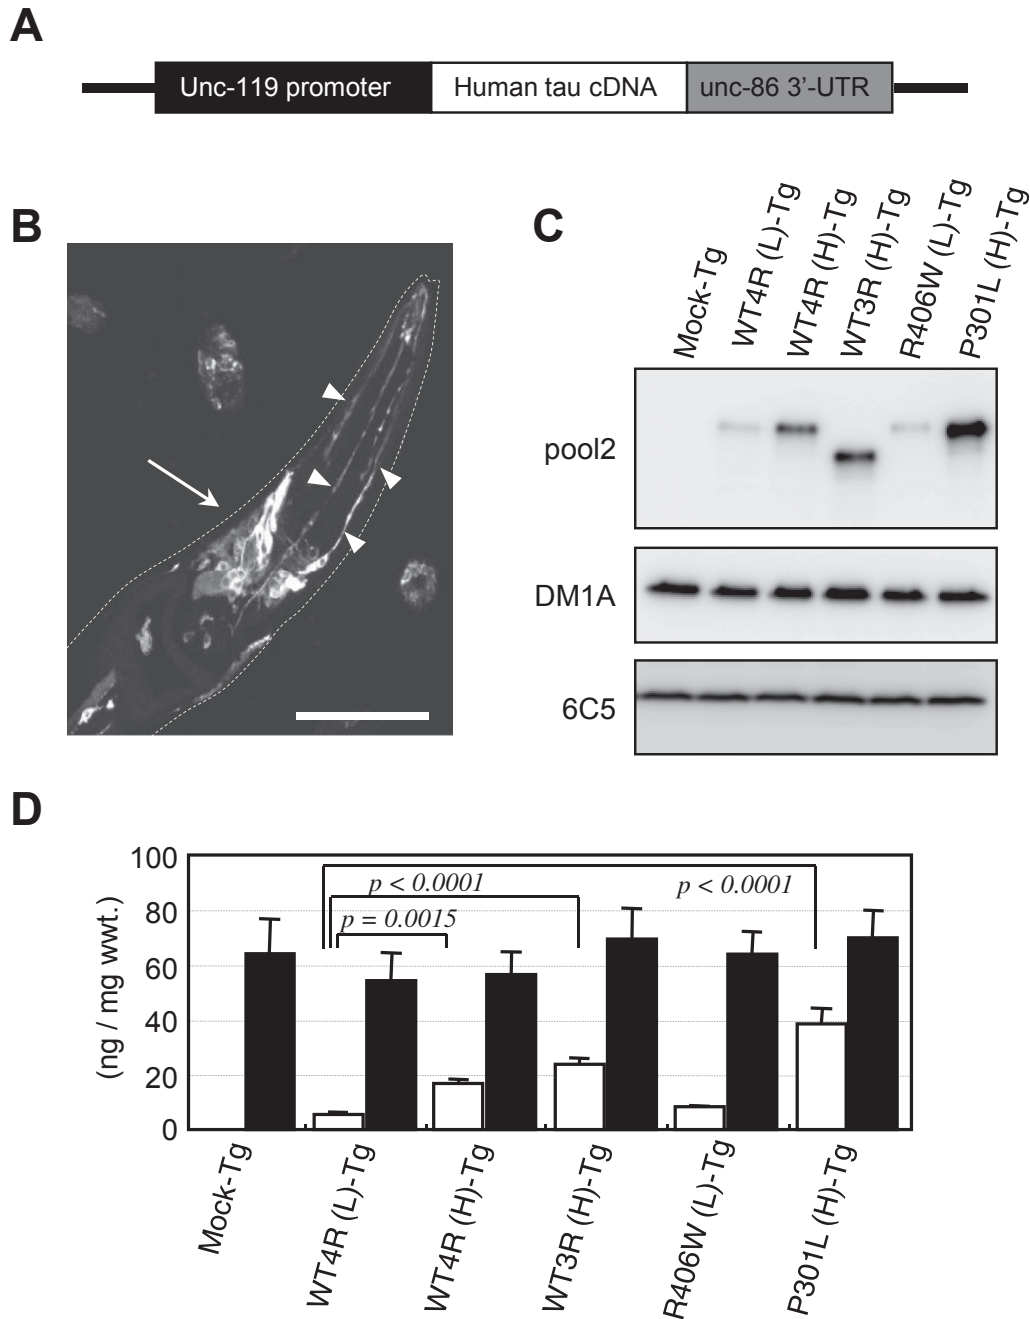 A
Unc-119 promoter
Human tau cDNA
unc-86 3’-UTR
B
C
Mock-Tg
WT4R (L)-Tg
WT4R (H)-Tg
WT3R (H)-Tg
R406W (L)-Tg
P301L (H)-Tg
pool2
DM1A
6C5
D
(ng / mg wwt.)
100
80
60
40
20
0
p < 0.0001
p < 0.0001
p = 0.0015
Mock-Tg
WT4R (L)-Tg
WT4R (H)-Tg
WT3R (H)-Tg
R406W (L)-Tg
P301L (H)-Tg